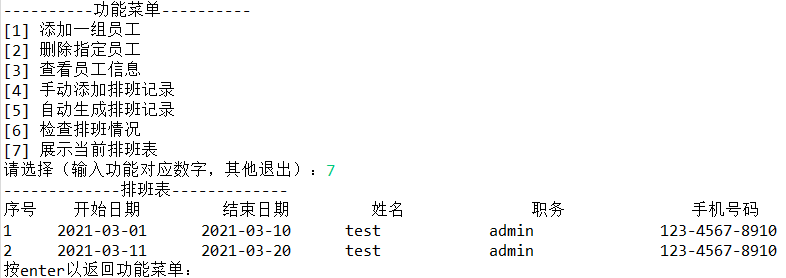 ----------功能菜单----------
[1] 添加一组员工
[2] 删除指定员工
[3] 查看员工信息
[4] 手动添加排班记录
[5] 自动生成排班记录
[6] 检查排班情况
[7] 展示当前排班表
请选择（输入功能对应数字，其他退出）：7
-------------排班表-------------
序号 开始日期 结束日期 姓名 职务 手机号码
1 2021-03-01 2021-03-10 test admin 123-4567-8910
2 2021-03-11 2021-03-20 test admin 123-4567-8910
按enter以返回功能菜单：